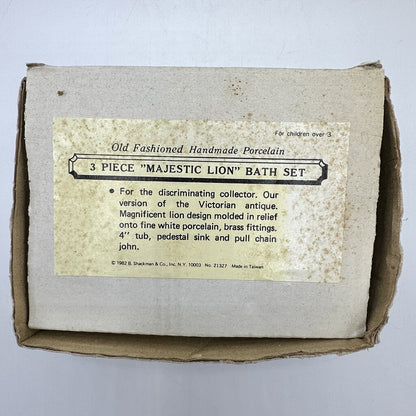 For children over 3
Old Fashioned Handmade Porcelain
3 PIECE "MAJESTIC LION" BATH SET
• For the discriminating collector. Our
version of the Victorian antique.
Magnificent lion design molded in relief
onto fine white porcelain, brass fittings.
4" tub, pedestal sink and pull chain
john.
© 1982 B. Shackman & Co., Inc. N.Y. 10003 · No. 21327 · Made in Taiwan